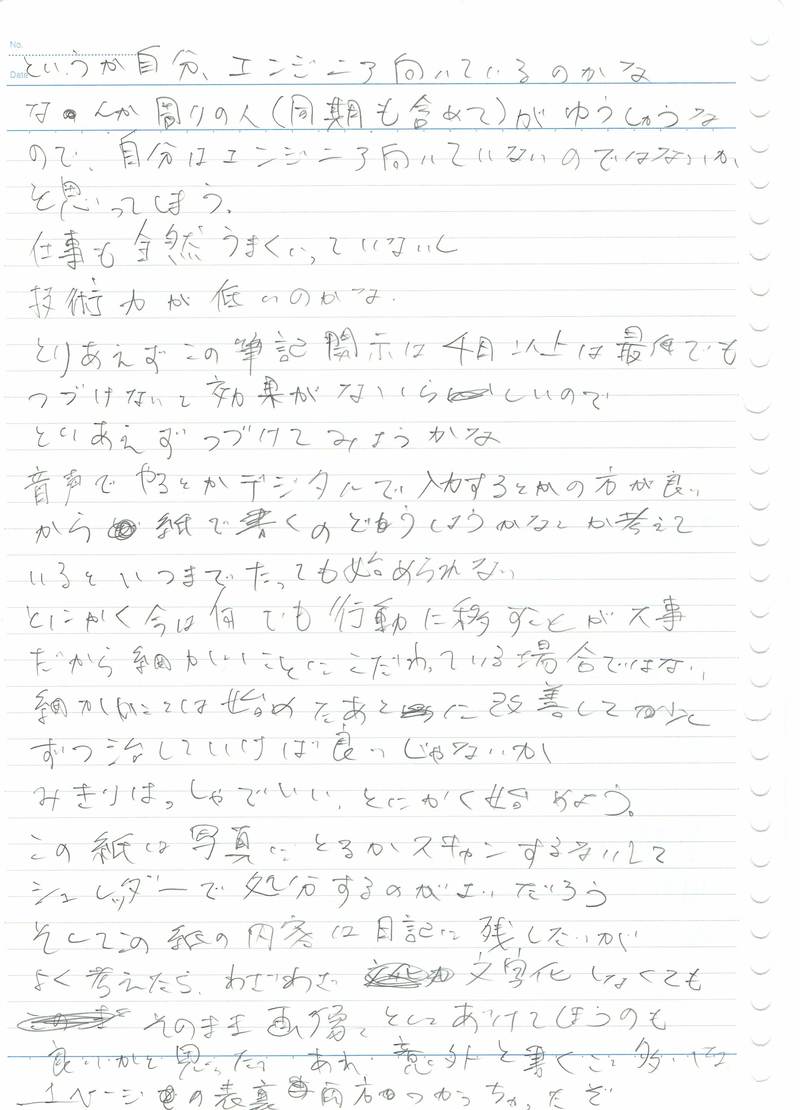 No.
Date
というか自分、エンジニア向いているのかな
なんか周りの人(同期も含めて)がゆうしゅうな
ので、自分はエンジニア向いていないのではないか
と思ってしまう。
仕事も全然うまくいっていないし
技術力が低いのかな.
とりあえずこの筆記開示は4日以上は最低でも
つづけないと効果がないらしいので
とりあえずつづけてみようかな
音声でやるとかデジタルで入力するとかの方が良い
から紙で書くのどうしようかなとか考えて
いるといつまでたっても始められない
とにかく今は何でも行動に移すことが大事
だから細かいことにこだわっている場合ではない。
細かいことは始めたあとに改善して少し
ずつ治していけば良いじゃないか
みきりはっしゃでいい、とにかく始めよう。
この紙は写真にとるかスキャンするなりして
シュレッダーで処分するのがよいだろう
そしてこの紙の内容は日記に残したいが
よく考えたら、わざわざ文字化しなくても
そのまま画像としてあげてしまうのも
良いかと思った。あれ、意外と書くこと多いな
1ページの表裏両方つかっちゃったぞ